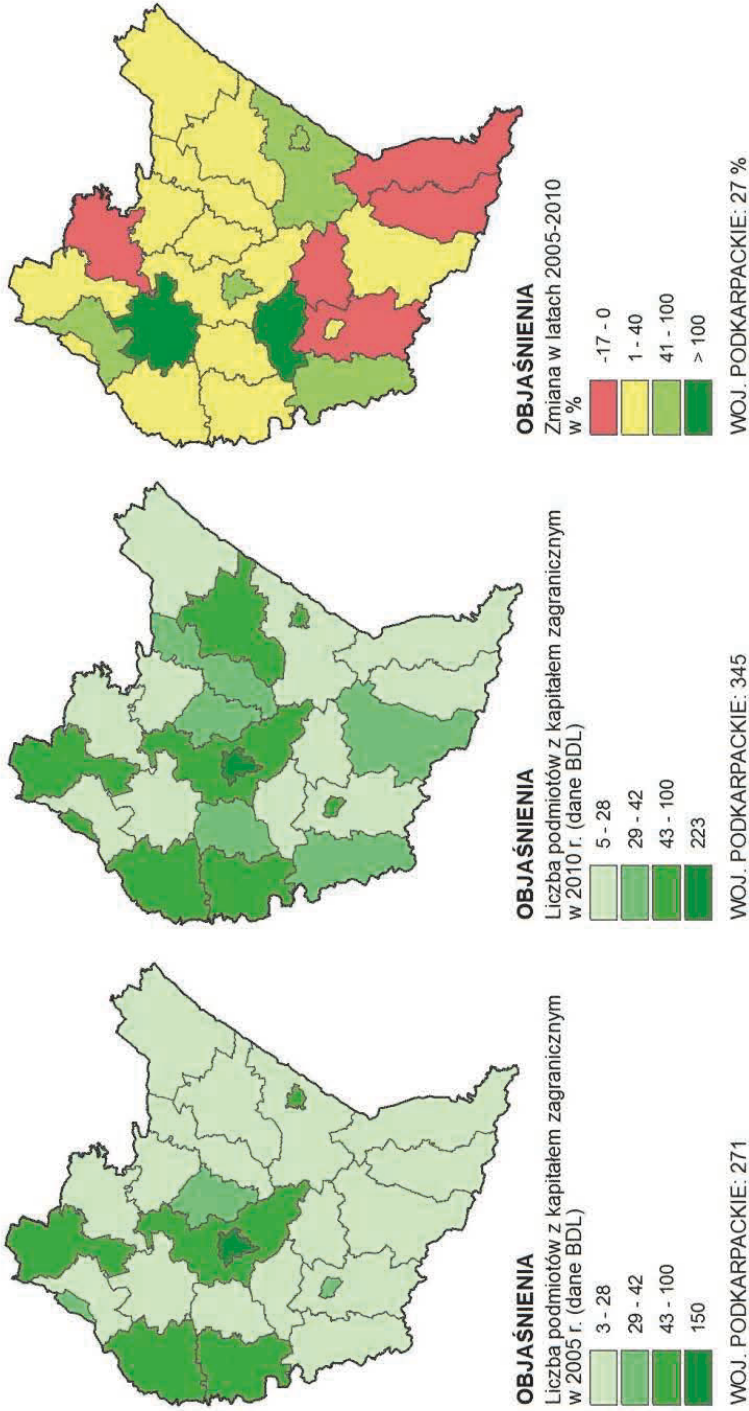 OBJAŚNIENIA
Liczba podmiotów z kapitałem zagranicznym
w 2005 r. (dane BDL)
3 - 28
29 - 42
43 - 100
150
WOJ. PODKARPACKIE: 271
OBJAŚNIENIA
Liczba podmiotów z kapitałem zagranicznym
w 2010 r. (dane BDL)
5 - 28
29 - 42
43 - 100
223
WOJ. PODKARPACKIE: 345
OBJAŚNIENIA
Zmiana w latach 2005-2010
w %
-17 - 0
1 - 40
41 - 100
> 100
WOJ. PODKARPACKIE: 27 %